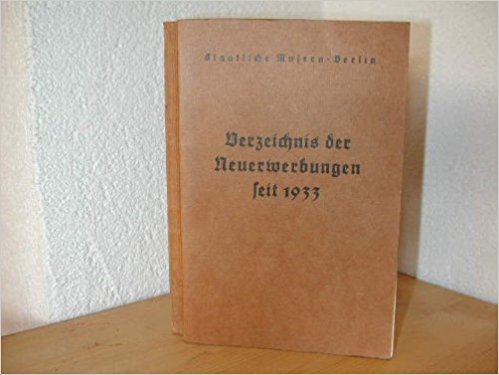 Staatliche Museen · Berlin
Verzeichnis der
Neuerwerbungen
seit 1933